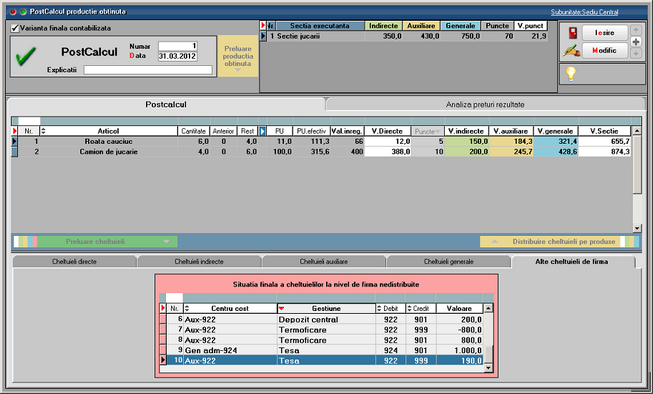 PostCalcul productie obtinuta
Subunitate:Sediu Central
Varianta finala contabilizata
PostCalcul
Numar 1
Data 31.03.2012
Explicatii
Preluare productia obtinuta
Nr. Sectia executanta Indirecte Auxiliare Generale Puncte V.punct
1 Sectie jucarii 350,0 430,0 750,0 70 21,9
Iesire
Modific
Postcalcul
Analiza preturi rezultate
Nr. Articol Cantitate Anterior Rest PU PU.efectiv Val.inreg. V.Directe Puncte V.indirecte V.auxiliare V.generale V.Sectie
1 Roata cauciuc 6,0 0 4,0 11,0 111,3 66 12,0 5 150,0 184,3 321,4 655,7
2 Camion de jucarie 4,0 0 6,0 100,0 315,6 400 388,0 10 200,0 245,7 428,6 874,3
Preluare cheltuieli
Distribuire cheltuieli pe produse
Cheltuieli directe
Cheltuieli indirecte
Cheltuieli auxiliare
Cheltuieli generale
Alte cheltuieli de firma
Situatia finala a cheltuielilor la nivel de firma nedistribuite
Nr. Centru cost Gestiune Debit Credit Valoare
6 Aux-922 Depozit central 922 901 200,0
7 Aux-922 Termoficare 922 999 -800,0
8 Aux-922 Termoficare 922 901 800,0
9 Gen adm-924 Tesa 924 901 1.000,0
10 Aux-922 Tesa 922 999 190,0